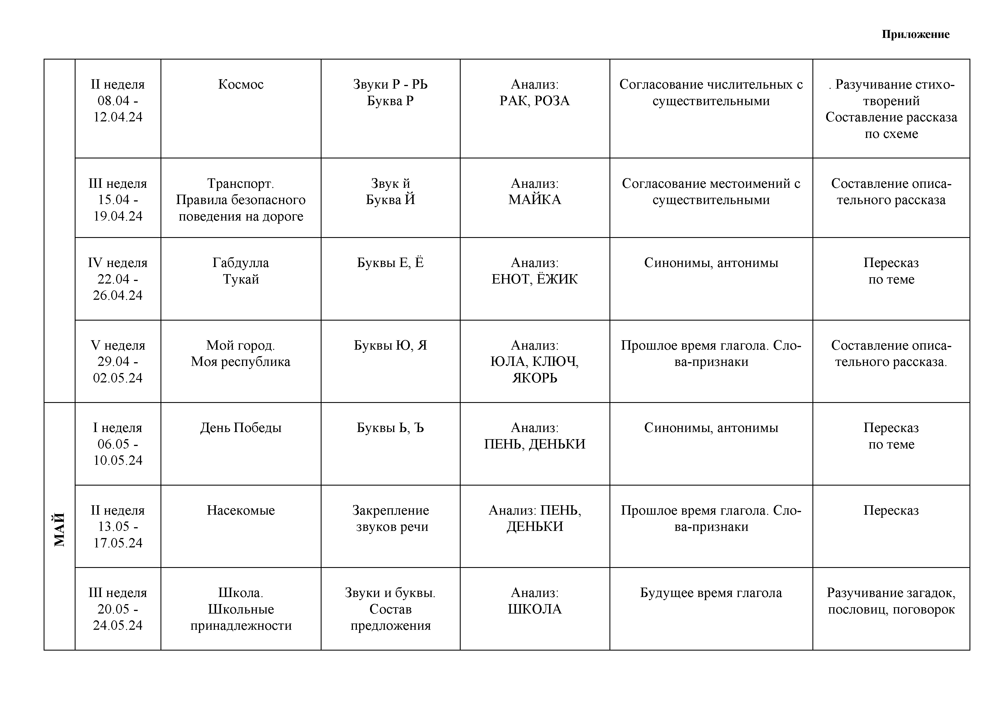 Приложение
II неделя
08.04 -
12.04.24
Космос
Звуки Р - РЬ
Буква Р
Анализ:
РАК, РОЗА
Согласование числительных с
существительными
. Разучивание стихо-
творений
Составление рассказа
по схеме
III неделя
15.04 -
19.04.24
Транспорт.
Правила безопасного
поведения на дороге
Звук й
Буква Й
Анализ:
МАЙКА
Согласование местоимений с
существительными
Составление описа-
тельного рассказа
IV неделя
22.04 -
26.04.24
Габдулла
Тукай
Буквы Е, Ё
Анализ:
ЕНОТ, ЁЖИК
Синонимы, антонимы
Пересказ
по теме
V неделя
29.04 -
02.05.24
Мой город.
Моя республика
Буквы Ю, Я
Анализ:
ЮЛА, КЛЮЧ,
ЯКОРЬ
Прошлое время глагола. Сло-
ва-признаки
Составление описа-
тельного рассказа.
МАЙ
I неделя
06.05 -
10.05.24
День Победы
Буквы Ь, Ъ
Анализ:
ПЕНЬ, ДЕНЬКИ
Синонимы, антонимы
Пересказ
по теме
II неделя
13.05 -
17.05.24
Насекомые
Закрепление
звуков речи
Анализ: ПЕНЬ,
ДЕНЬКИ
Прошлое время глагола. Сло-
ва-признаки
Пересказ
III неделя
20.05 -
24.05.24
Школа.
Школьные
принадлежности
Звуки и буквы.
Состав
предложения
Анализ:
ШКОЛА
Будущее время глагола
Разучивание загадок,
пословиц, поговорок